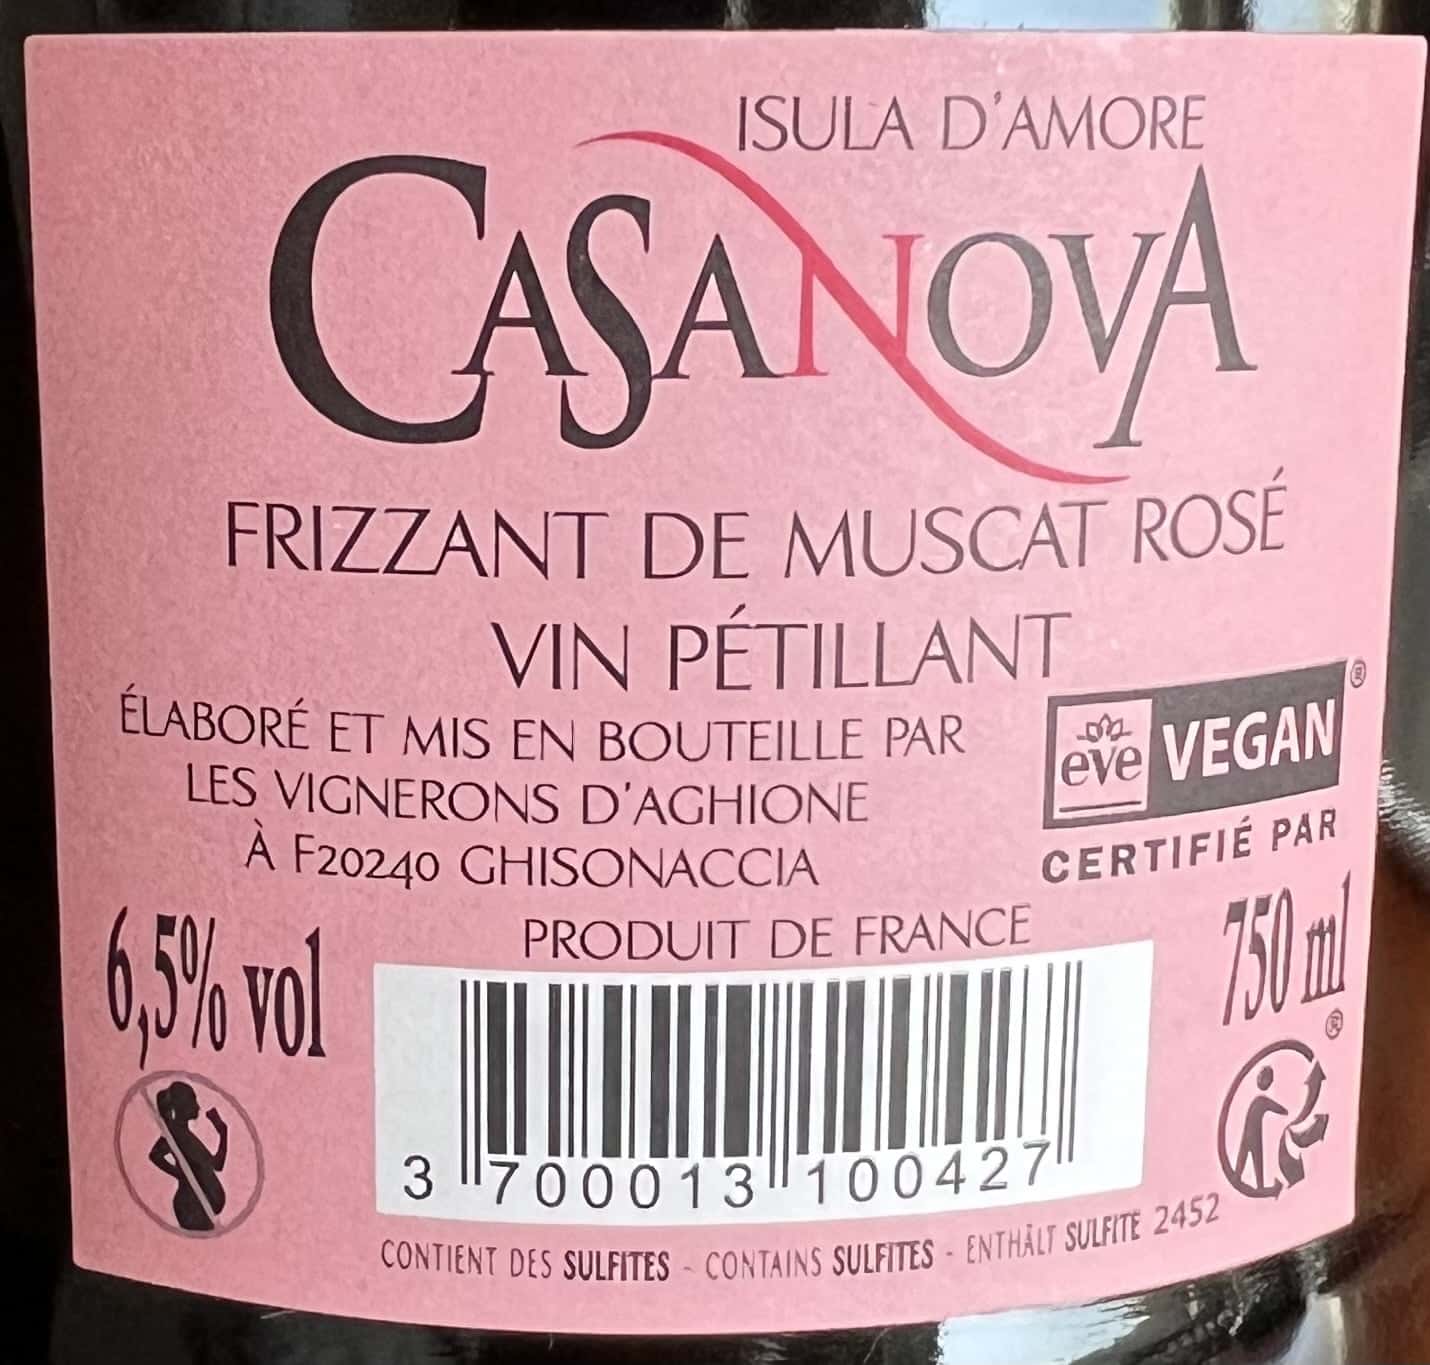 ISULA D'AMORE
CASANOVA
FRIZZANT DE MUSCAT ROSÉ
VIN PÉTILLANT
ÉLABORÉ ET MIS EN BOUTEILLE PAR
LES VIGNERONS D'AGHIONE
À F20240 GHISONACCIA
eve VEGAN®
CERTIFIÉ PAR
PRODUIT DE FRANCE
6,5% vol
750 ml
®
3 700013 100427
CONTIENT DES SULFITES - CONTAINS SULFITES - ENTHÄLT SULFITE 2452